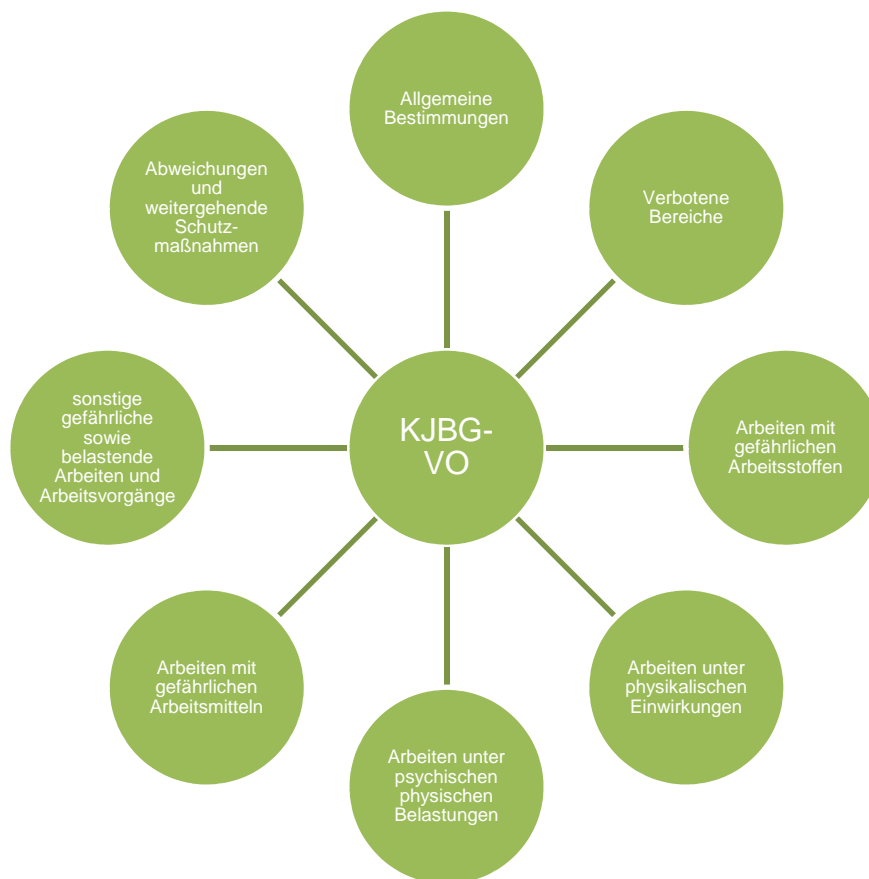 Allgemeine
Bestimmungen
Verbotene
Bereiche
Arbeiten mit
gefährlichen
Arbeitsstoffen
Arbeiten unter
physikalischen
Einwirkungen
Arbeiten unter
psychischen
physischen
Belastungen
Arbeiten mit
gefährlichen
Arbeitsmitteln
sonstige
gefährliche
sowie
belastende
Arbeiten und
Arbeitsvorgänge
Abweichungen
und
weitergehende
Schutz-
maßnahmen
KJBG-
VO